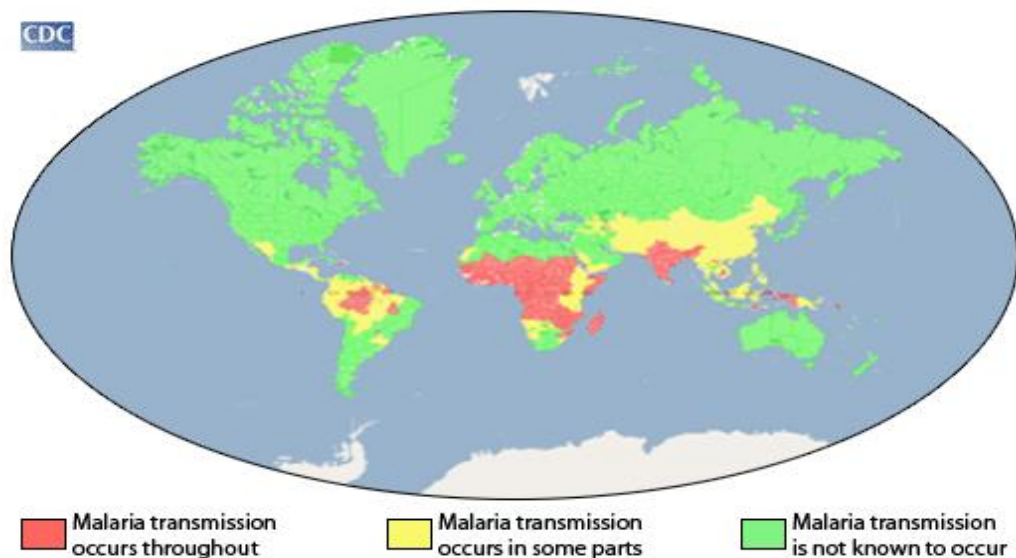 CDC
Malaria transmission
occurs throughout
Malaria transmission
occurs in some parts
Malaria transmission
is not known to occur